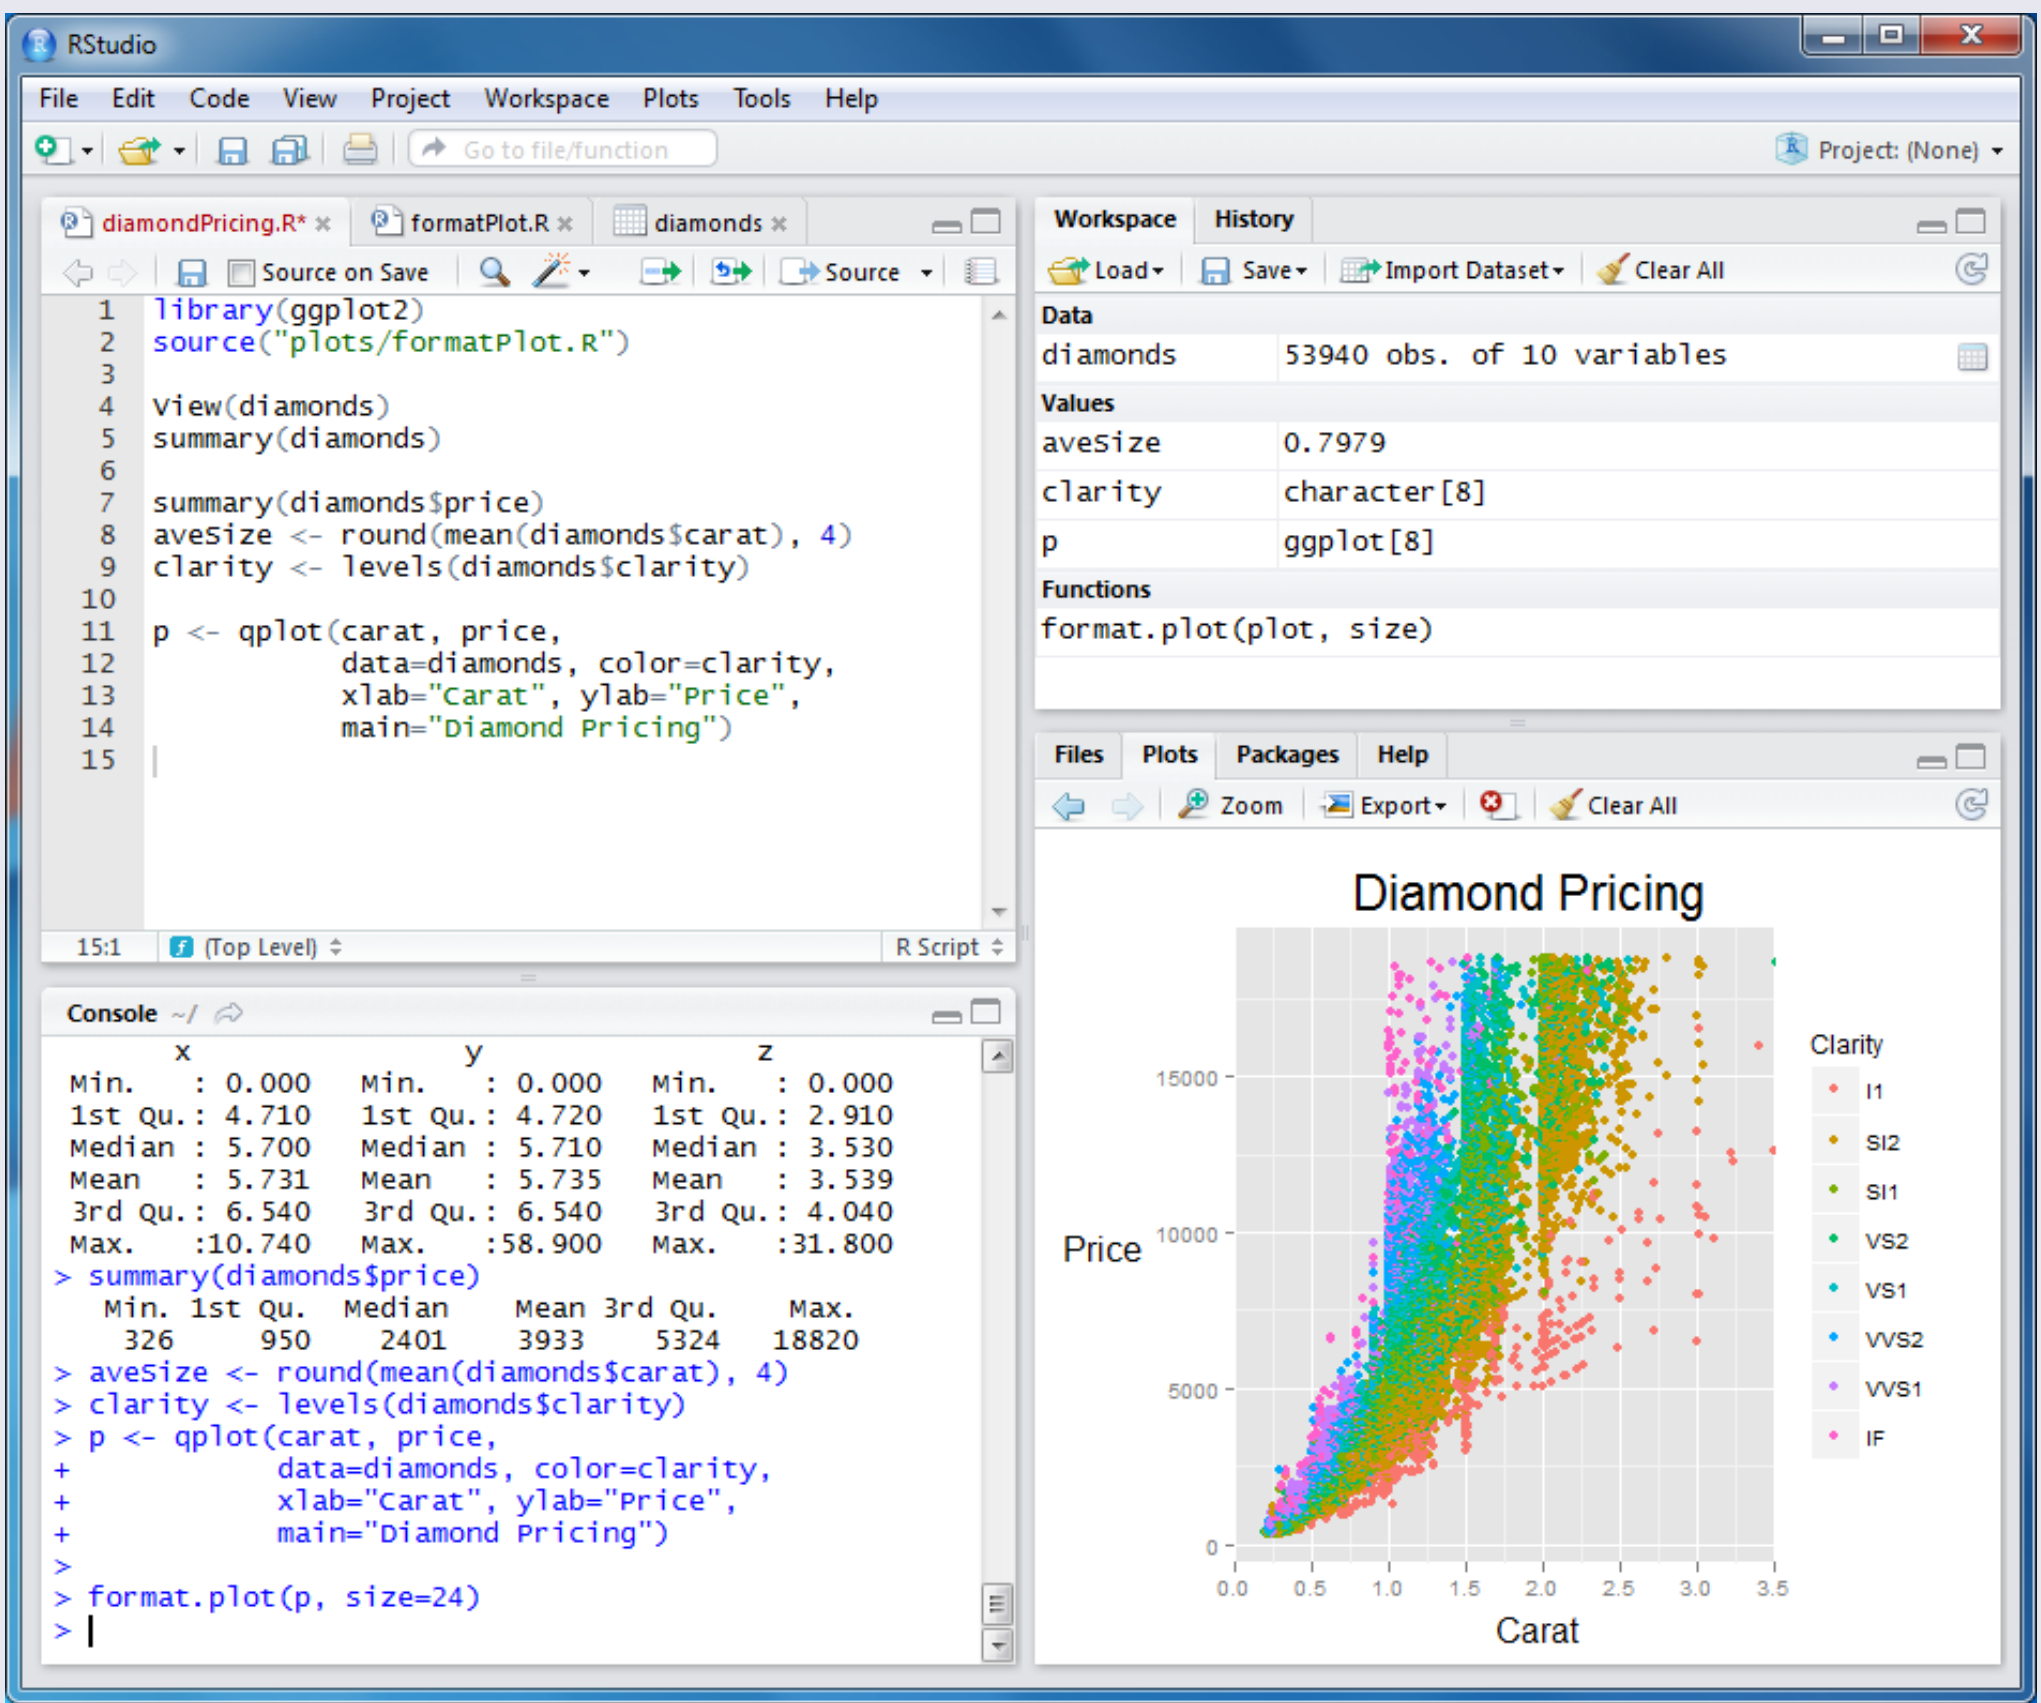 RStudio
File Edit Code View Project Workspace Plots Tools Help
Go to file/function
Project: (None)
diamondPricing.R* formatPlot.R diamonds
Source on Save Source
1 library(ggplot2)
2 source("plots/formatPlot.R")
3
4 View(diamonds)
5 summary(diamonds)
6
7 summary(diamonds$price)
8 aveSize <- round(mean(diamonds$carat), 4)
9 clarity <- levels(diamonds$clarity)
10
11 p <- qplot(carat, price,
12 data=diamonds, color=clarity,
13 xlab="Carat", ylab="Price",
14 main="Diamond Pricing")
15
15:1 (Top Level) R Script
Console ~/
x y z
Min. : 0.000 Min. : 0.000 Min. : 0.000
1st Qu.: 4.710 1st Qu.: 4.720 1st Qu.: 2.910
Median : 5.700 Median : 5.710 Median : 3.530
Mean : 5.731 Mean : 5.735 Mean : 3.539
3rd Qu.: 6.540 3rd Qu.: 6.540 3rd Qu.: 4.040
Max. :10.740 Max. :58.900 Max. :31.800
> summary(diamonds$price)
Min. 1st Qu. Median Mean 3rd Qu. Max.
326 950 2401 3933 5324 18820
> aveSize <- round(mean(diamonds$carat), 4)
> clarity <- levels(diamonds$clarity)
> p <- qplot(carat, price,
+ data=diamonds, color=clarity,
+ xlab="Carat", ylab="Price",
+ main="Diamond Pricing")
>
> format.plot(p, size=24)
>
Workspace History
Load Save Import Dataset Clear All
Data
diamonds 53940 obs. of 10 variables
Values
aveSize 0.7979
clarity character[8]
p ggplot[8]
Functions
format.plot(plot, size)
Files Plots Packages Help
Zoom Export Clear All
Diamond Pricing
Price
15000
10000
5000
0
0.0 0.5 1.0 1.5 2.0 2.5 3.0 3.5
Carat
Clarity
I1
SI2
SI1
VS2
VS1
VVS2
VVS1
IF